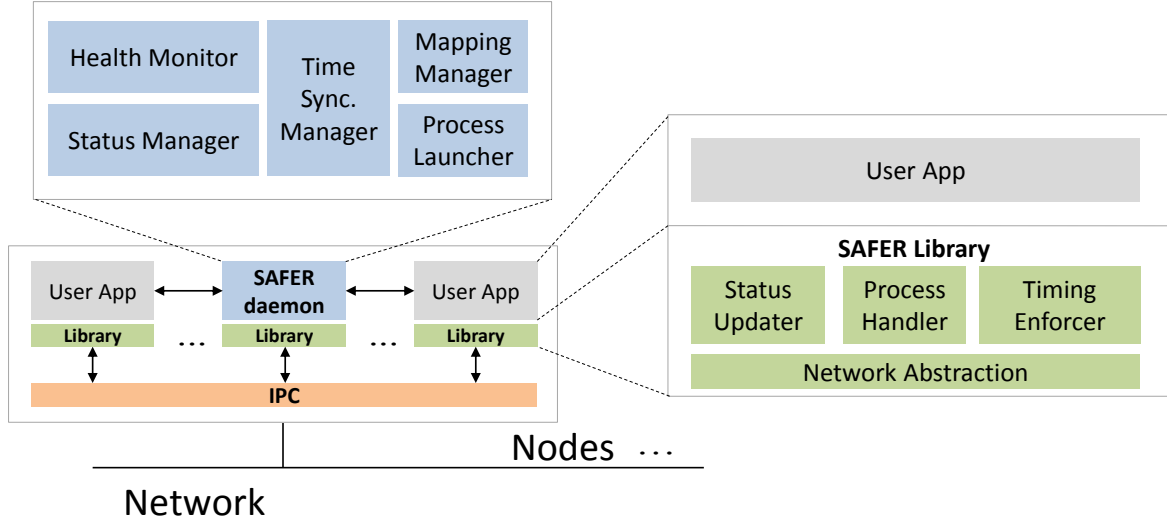 Health Monitor
Status Manager
Time
Sync.
Manager
Mapping
Manager
Process
Launcher
User App
SAFER Library
Status
Updater
Process
Handler
Timing
Enforcer
Network Abstraction
User App
SAFER
daemon
User App
Library
...
Library
...
Library
IPC
Nodes ...
Network